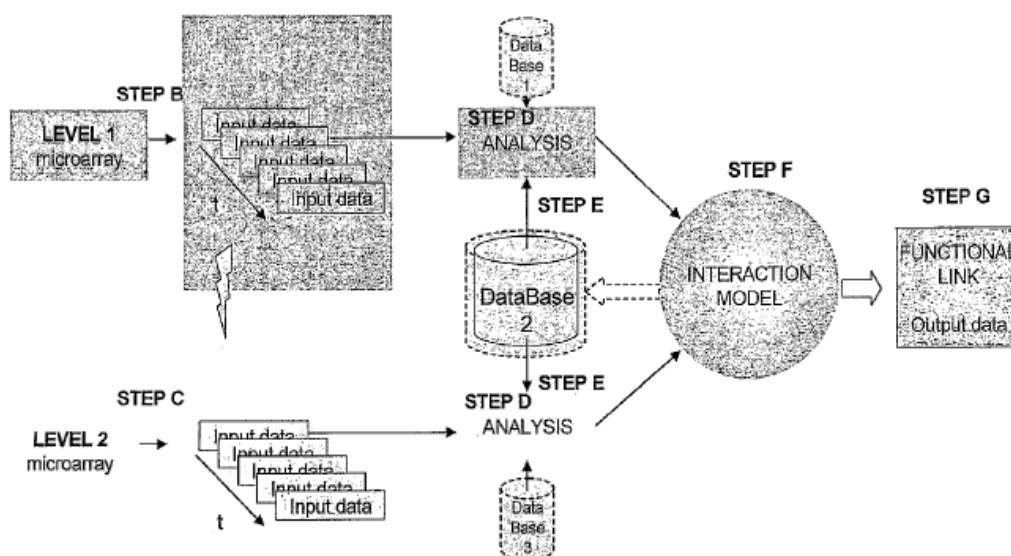 Data
Base
1
STEP B
LEVEL 1
microarray
Input data
Input data
Input data
Input data
Input data
t
STEP D
ANALYSIS
STEP E
STEP F
STEP G
INTERACTION
MODEL
FUNCTIONAL
LINK
Output data
DataBase
2
STEP E
STEP D
ANALYSIS
STEP C
LEVEL 2
microarray
Input data
Input data
Input data
Input data
Input data
t
Data
Base
3